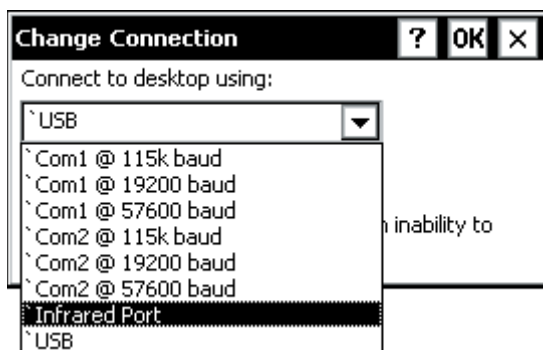 Change Connection ? OK ×
Connect to desktop using:
`USB
`Com1 @ 115k baud
`Com1 @ 19200 baud
`Com1 @ 57600 baud
`Com2 @ 115k baud
inability to
`Com2 @ 19200 baud
`Com2 @ 57600 baud
`Infrared Port
`USB